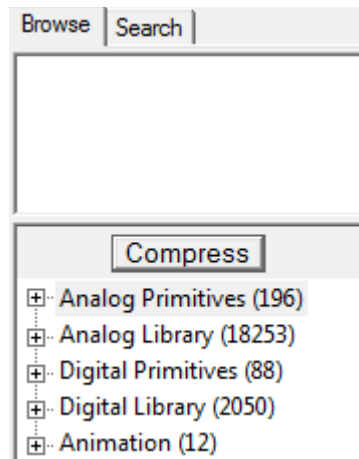 Browse Search
Compress
Analog Primitives (196)
Analog Library (18253)
Digital Primitives (88)
Digital Library (2050)
Animation (12)